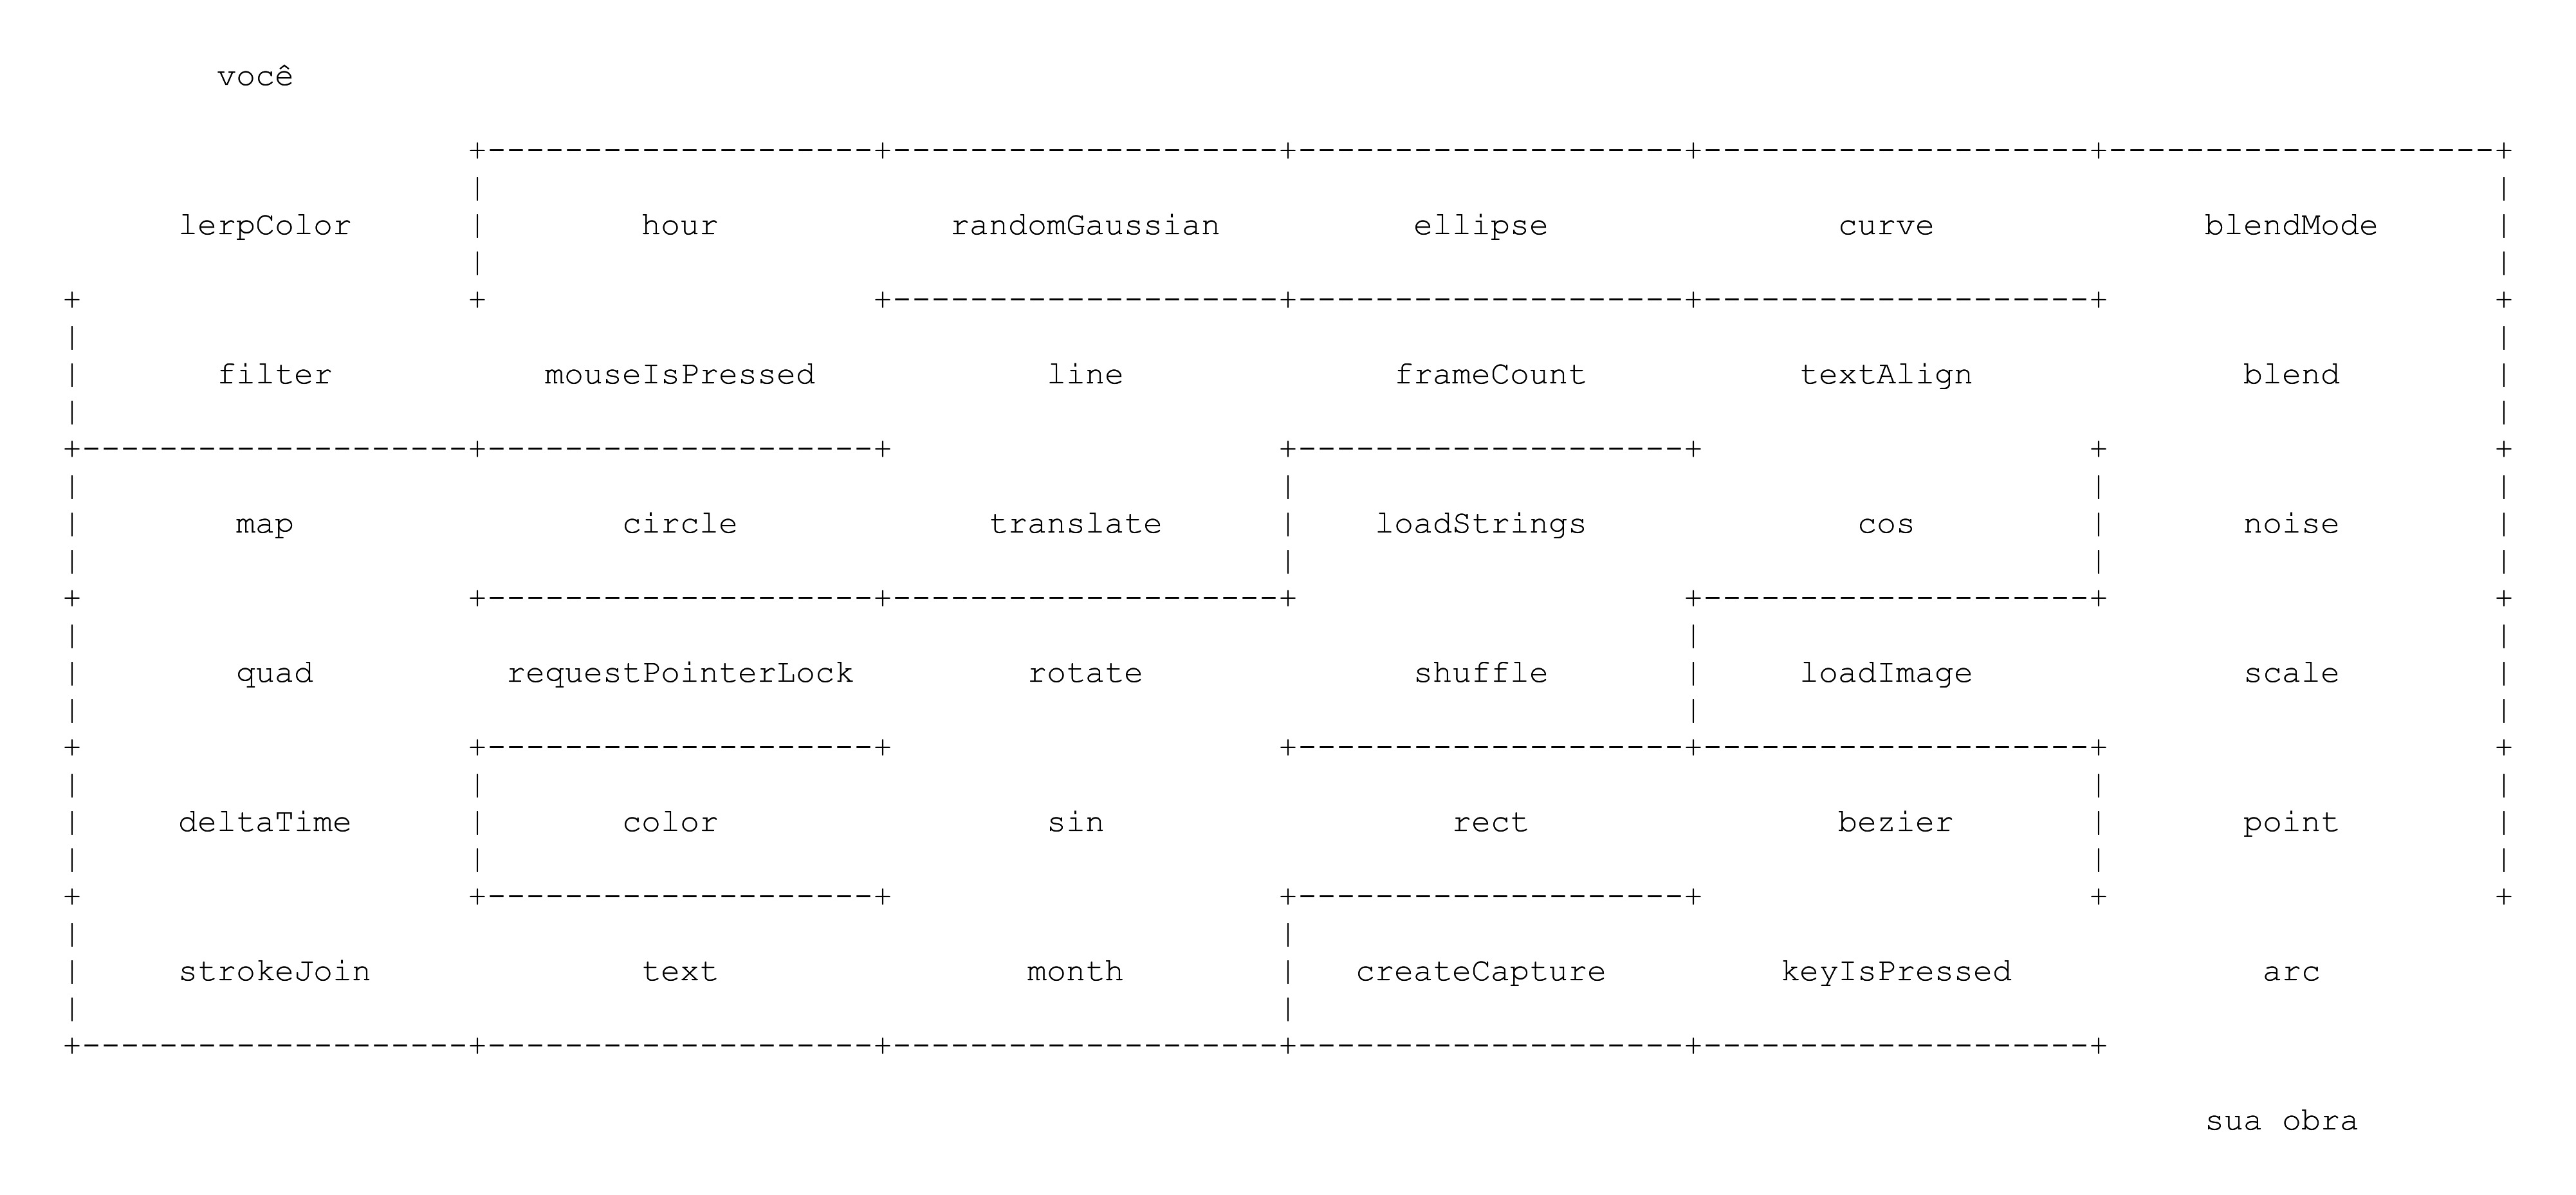 você
lerpColor hour randomGaussian ellipse curve blendMode
filter mouseIsPressed line frameCount textAlign blend
map circle translate loadStrings cos noise
quad requestPointerLock rotate shuffle loadImage scale
deltaTime color sin rect bezier point
strokeJoin text month createCapture keyIsPressed arc
sua obra